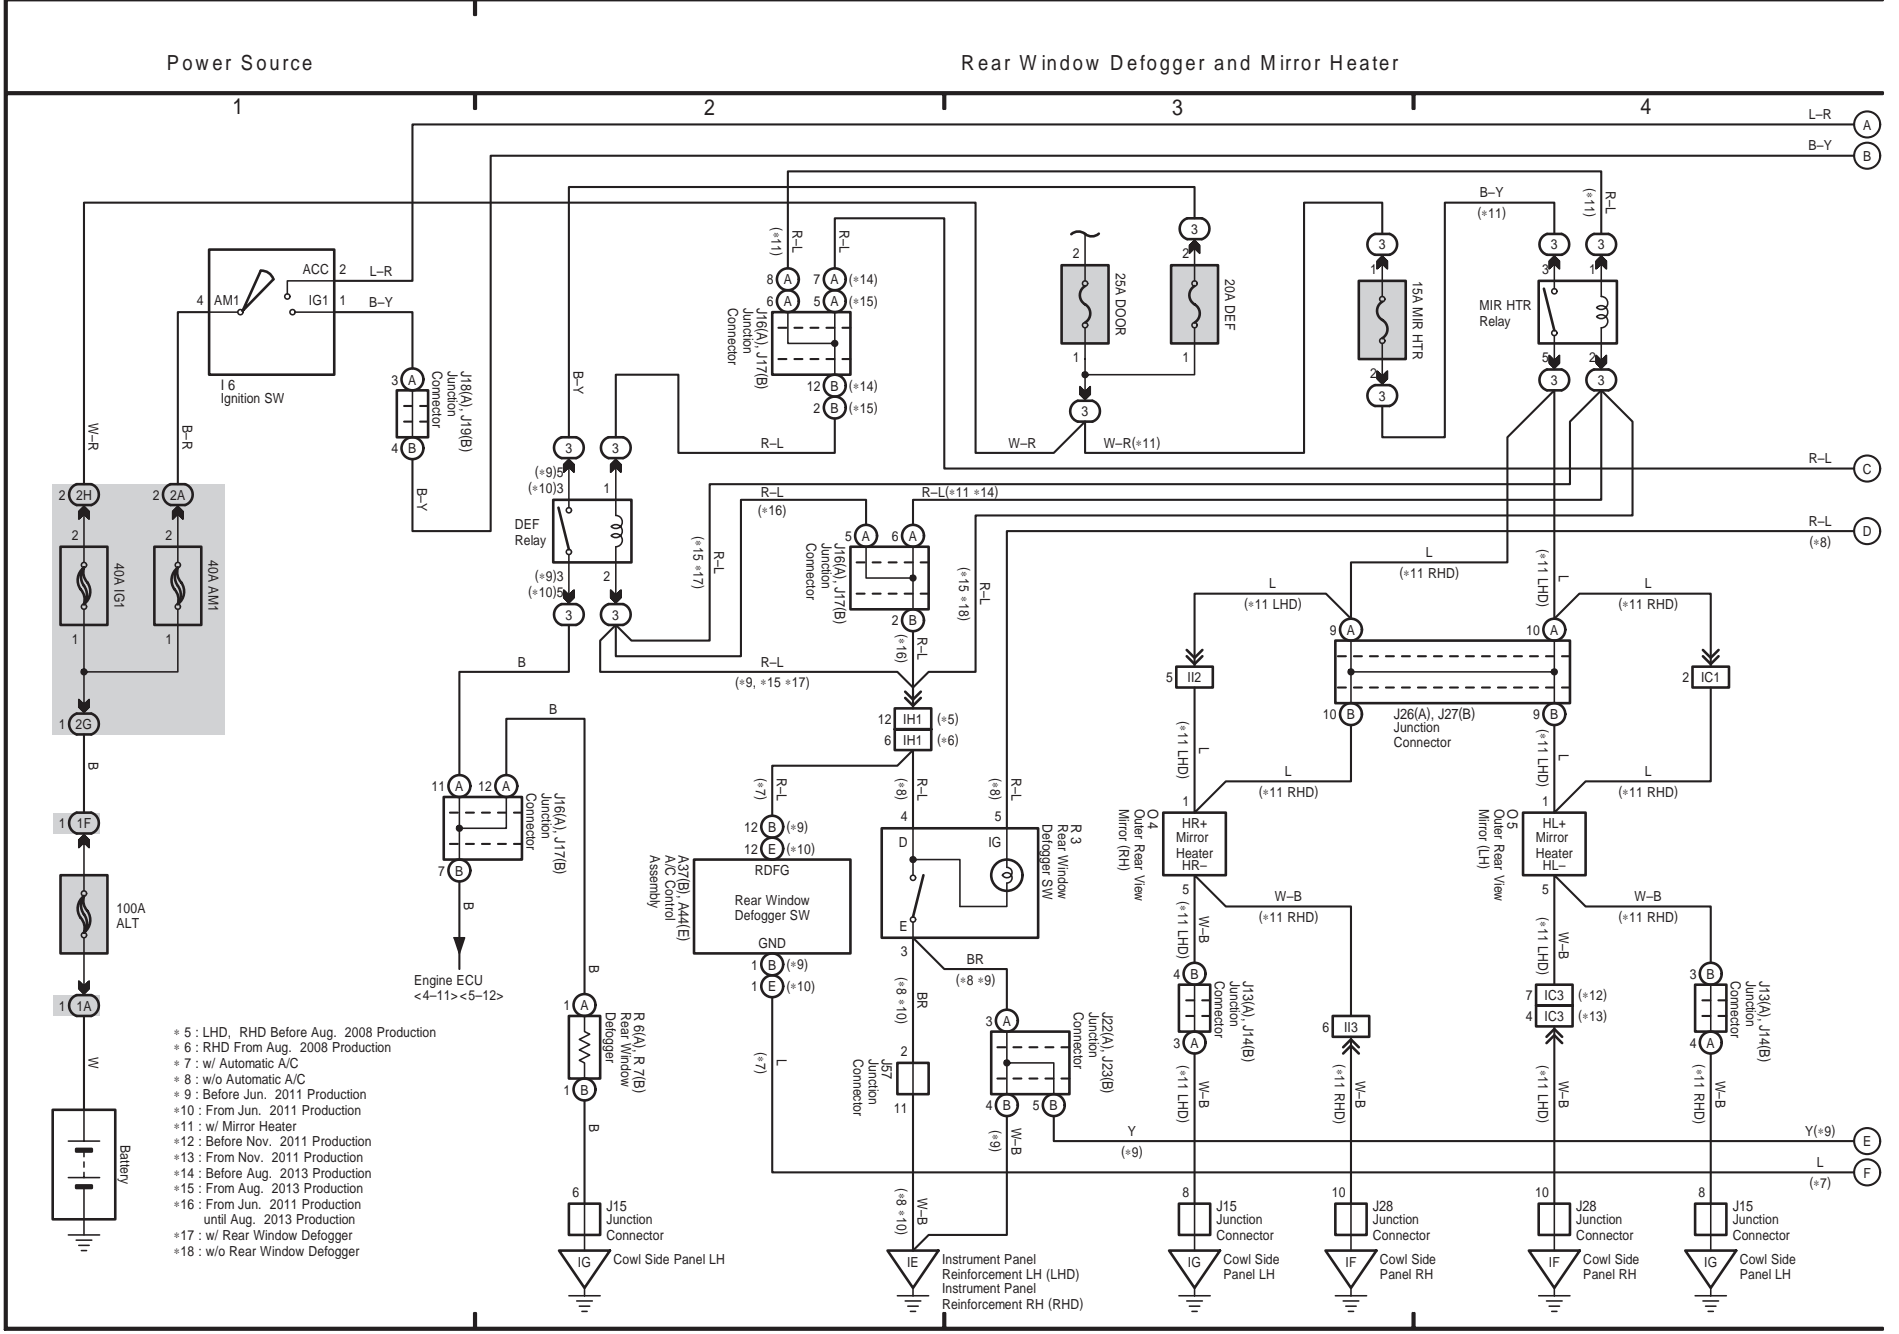 Power Source
Rear Window Defogger and Mirror Heater
1
2
3
4
L–R
A
B–Y
B
ACC
2
L–R
4
AM1
IG1
1
B–Y
I 6
Ignition SW
3
A
J18(A), J19(B)
Junction
Connector
4
B
B–Y
W–R
B–R
2
2H
2
2A
2
2
40A IG1
40A AM1
1
1
1
2G
B
1
1F
100A
ALT
1
1A
W
Battery
∗ 5 : LHD, RHD Before Aug. 2008 Production
∗ 6 : RHD From Aug. 2008 Production
∗ 7 : w/ Automatic A/C
∗ 8 : w/o Automatic A/C
∗ 9 : Before Jun. 2011 Production
∗10 : From Jun. 2011 Production
∗11 : w/ Mirror Heater
∗12 : Before Nov. 2011 Production
∗13 : From Nov. 2011 Production
∗14 : Before Aug. 2013 Production
∗15 : From Aug. 2013 Production
∗16 : From Jun. 2011 Production
until Aug. 2013 Production
∗17 : w/ Rear Window Defogger
∗18 : w/o Rear Window Defogger
B–Y
3
3
(∗9)5
(∗10)3
1
DEF
Relay
(∗9)3
2
(∗10)5
3
3
B
B
11
A
12
A
J16(A), J17(B)
Junction
Connector
7
B
B
Engine ECU
<4–11><5–12>
B
1
A
R 6(A), R 7(B)
Rear Window
Defogger
1
B
B
6
J15
Junction
Connector
IG
Cowl Side Panel LH
R–L
(∗11)
R–L
8
A
7
A
(∗14)
6
A
5
A
(∗15)
J16(A), J17(B)
Junction
Connector
12
B
(∗14)
2
B
(∗15)
R–L
R–L
(∗16)
R–L
(∗15 ∗17)
R–L(∗11 ∗14)
5
A
6
A
J16(A), J17(B)
Junction
Connector
2
B
R–L
(∗16)
R–L
(∗15 ∗18)
R–L
(∗9, ∗15 ∗17)
12
IH1
(∗5)
6
IH1
(∗6)
R–L
(∗7)
R–L
(∗8)
R–L
(∗8)
12
B
(∗9)
12
E
(∗10)
A37(B), A44(E)
A/C Control
Assembly
RDFG
Rear Window
Defogger SW
GND
1
B
(∗9)
1
E
(∗10)
L
(∗7)
4
5
D
IG
E
R 3
Rear Window
Defogger SW
3
BR
(∗8 ∗9)
BR
(∗8 ∗10)
2
J57
Junction
Connector
11
3
A
J22(A), J23(B)
Junction
Connector
4
B
5
B
W–B
(∗9)
W–B
(∗8 ∗10)
IE
Instrument Panel
Reinforcement LH (LHD)
Instrument Panel
Reinforcement RH (RHD)
2
25A DOOR
1
3
2
20A DEF
1
3
W–R
W–R(∗11)
3
1
15A MIR HTR
2
3
B–Y
(∗11)
R–L
(∗11)
3
3
3
1
MIR HTR
Relay
5
2
3
3
R–L
C
R–L
(∗8)
D
L
(∗11 RHD)
L
(∗11 LHD)
L
(∗11 LHD)
L
(∗11 RHD)
9
A
10
A
10
B
9
B
J26(A), J27(B)
Junction
Connector
5
II2
2
IC1
L
(∗11 LHD)
L
(∗11 RHD)
L
(∗11 LHD)
L
(∗11 RHD)
1
O 4
Outer Rear View
Mirror (RH)
HR+
Mirror
Heater
HR–
5
1
O 5
Outer Rear View
Mirror (LH)
HL+
Mirror
Heater
HL–
5
W–B
(∗11 LHD)
W–B
(∗11 RHD)
W–B
(∗11 LHD)
W–B
(∗11 RHD)
4
B
J13(A), J14(B)
Junction
Connector
3
A
6
II3
7
IC3
(∗12)
4
IC3
(∗13)
3
B
J13(A), J14(B)
Junction
Connector
4
A
W–B
(∗11 LHD)
W–B
(∗11 RHD)
W–B
(∗11 LHD)
W–B
(∗11 RHD)
Y
(∗9)
Y(∗9)
E
L
(∗7)
F
8
J15
Junction
Connector
IG
Cowl Side
Panel LH
10
J28
Junction
Connector
IF
Cowl Side
Panel RH
10
J28
Junction
Connector
IF
Cowl Side
Panel RH
8
J15
Junction
Connector
IG
Cowl Side
Panel LH